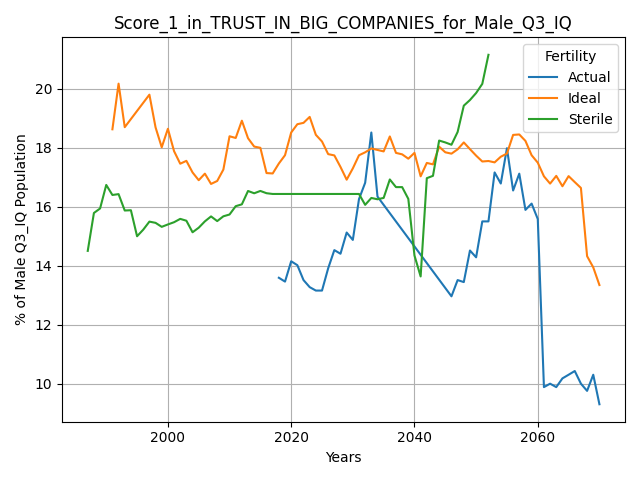 Score_1_in_TRUST_IN_BIG_COMPANIES_for_Male_Q3_IQ
Fertility
Actual
Ideal
Sterile
% of Male Q3_IQ Population
20
18
16
14
12
10
2000
2020
2040
2060
Years